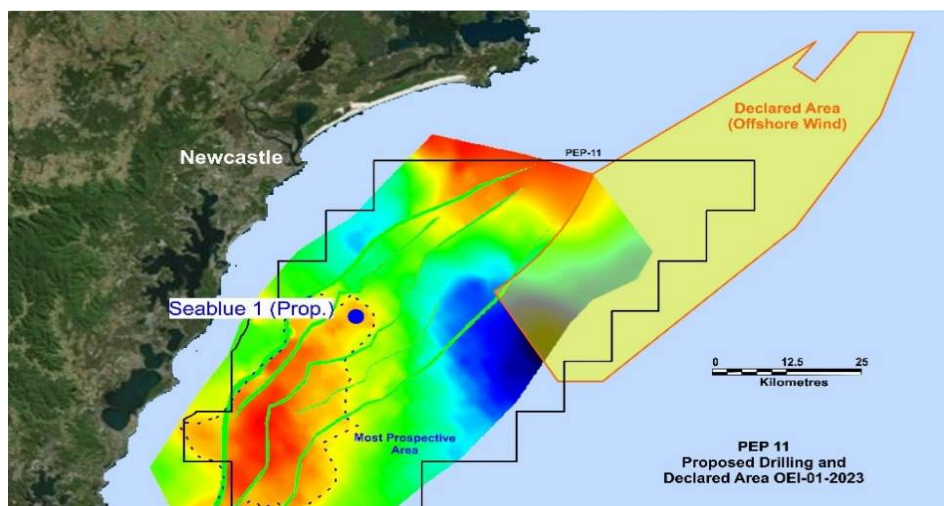 Declared Area
(Offshore Wind)
PEP-11
Newcastle
Seablue 1 (Prop.)
0 12.5 25
Kilometres
Most Prospective
Area
PEP 11
Proposed Drilling and
Declared Area OEI-01-2023